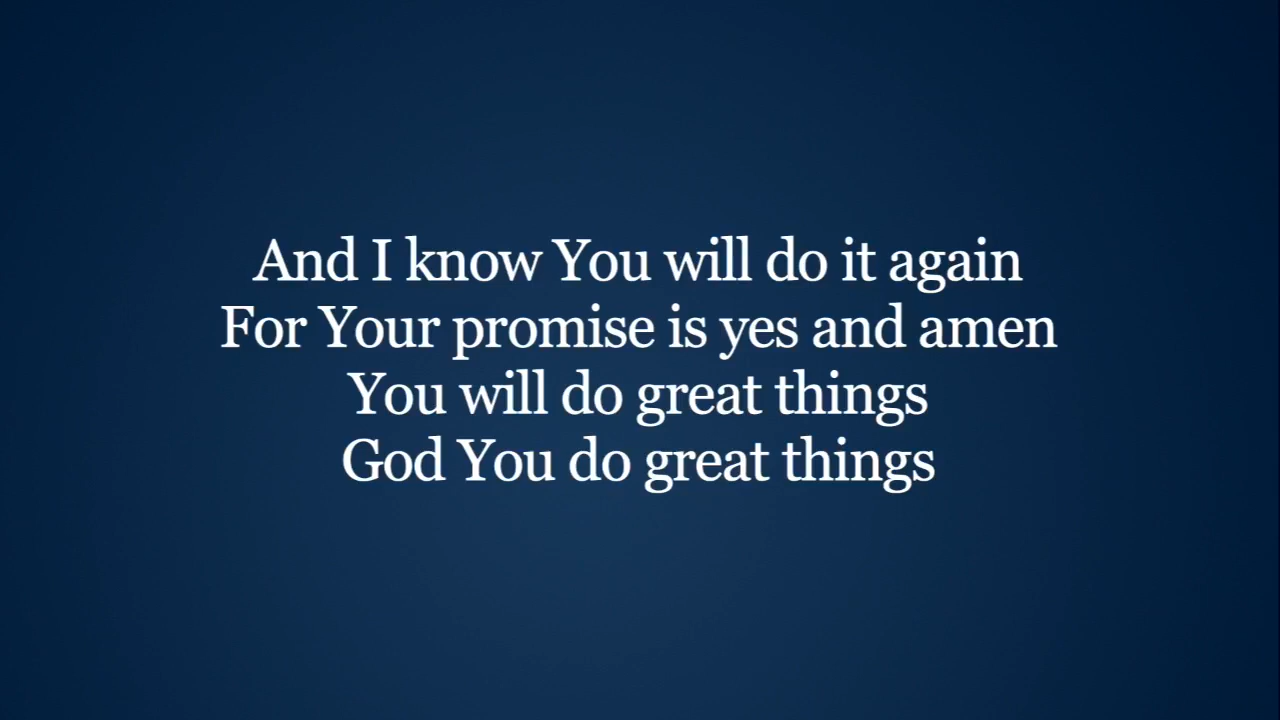 And I know You will do it again
For Your promise is yes and amen
You will do great things
God You do great things